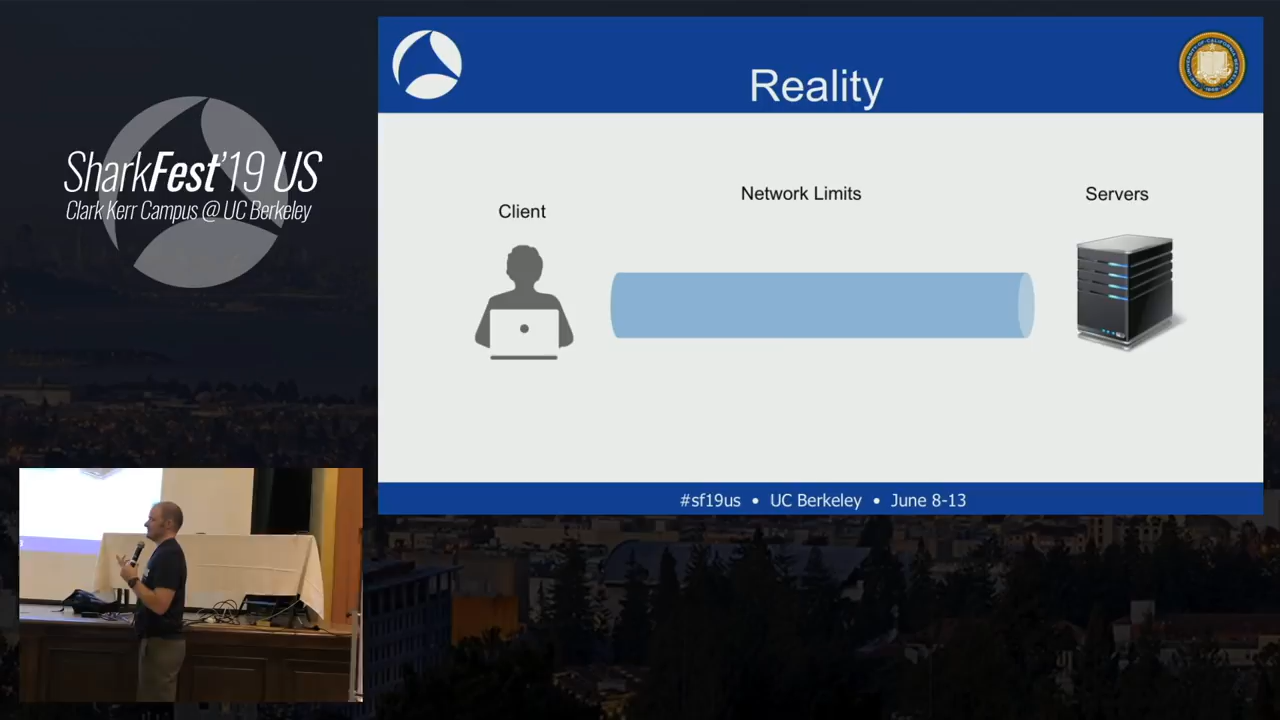 SharkFest'19 US
Clark Kerr Campus @ UC Berkeley
Reality
Network Limits
Servers
Client
#sf19us • UC Berkeley • June 8-13